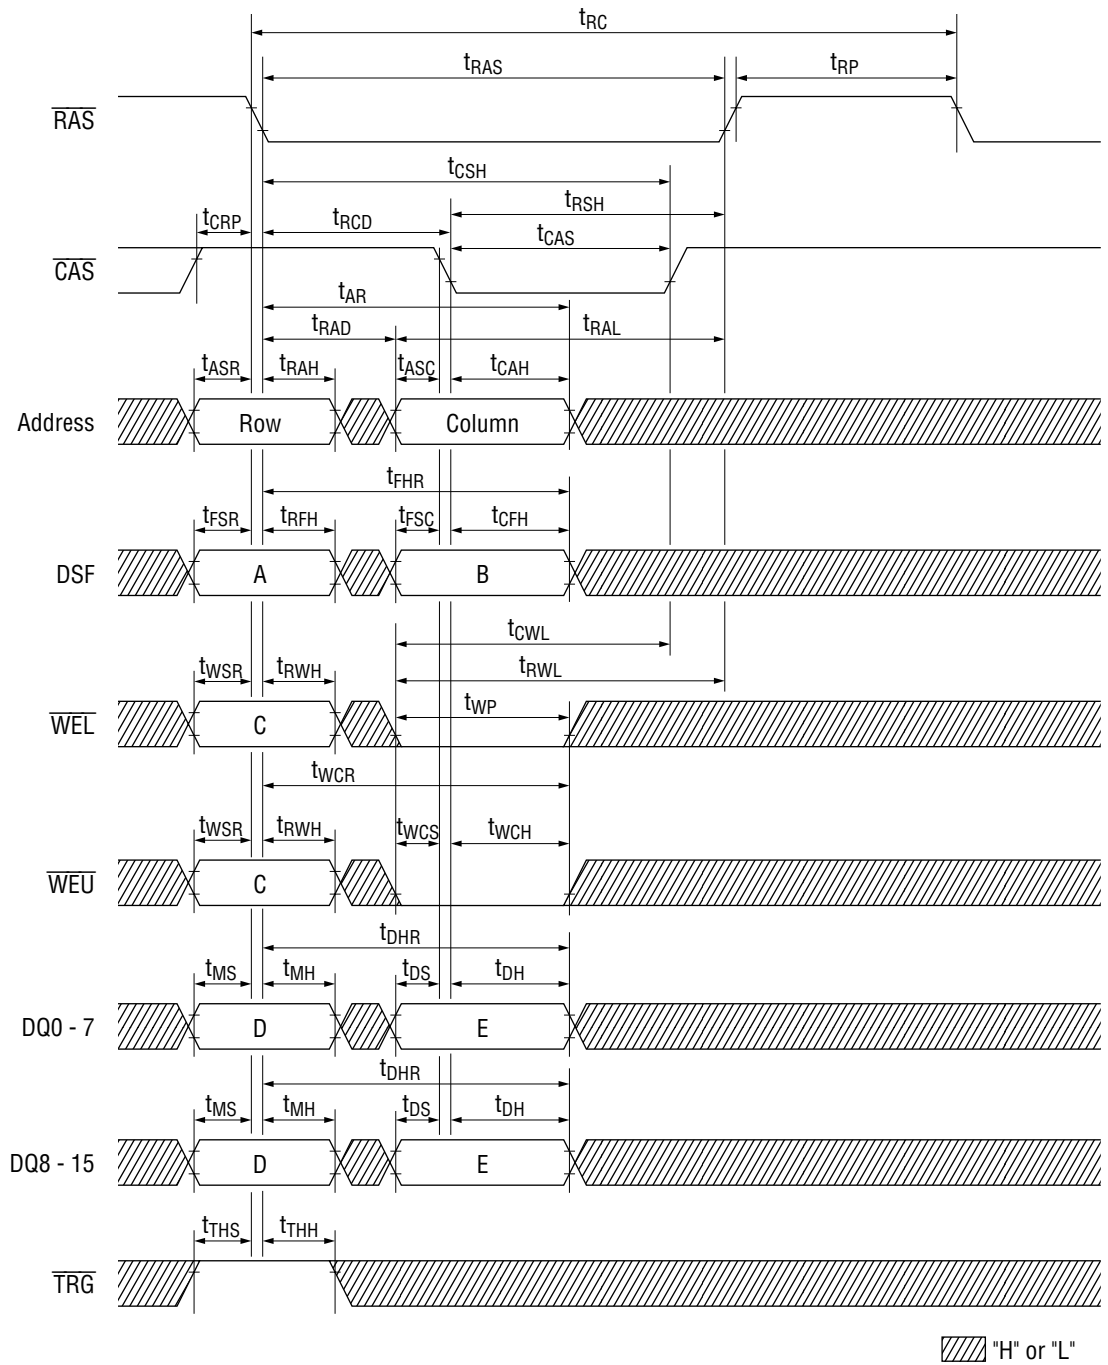 tRC
tRAS
tRP
RAS
tCSH
tRSH
tCRP
tRCD
tCAS
CAS
tAR
tRAD
tRAL
tASR
tRAH
tASC
tCAH
Address
Row
Column
tFHR
tFSR
tRFH
tFSC
tCFH
DSF
A
B
tCWL
tRWL
tWSR
tRWH
tWP
WEL
C
tWCR
tWSR
tRWH
tWCS
tWCH
WEU
C
tDHR
tMS
tMH
tDS
tDH
DQ0 - 7
D
E
tDHR
tMS
tMH
tDS
tDH
DQ8 - 15
D
E
tTHS
tTHH
TRG
"H" or "L"